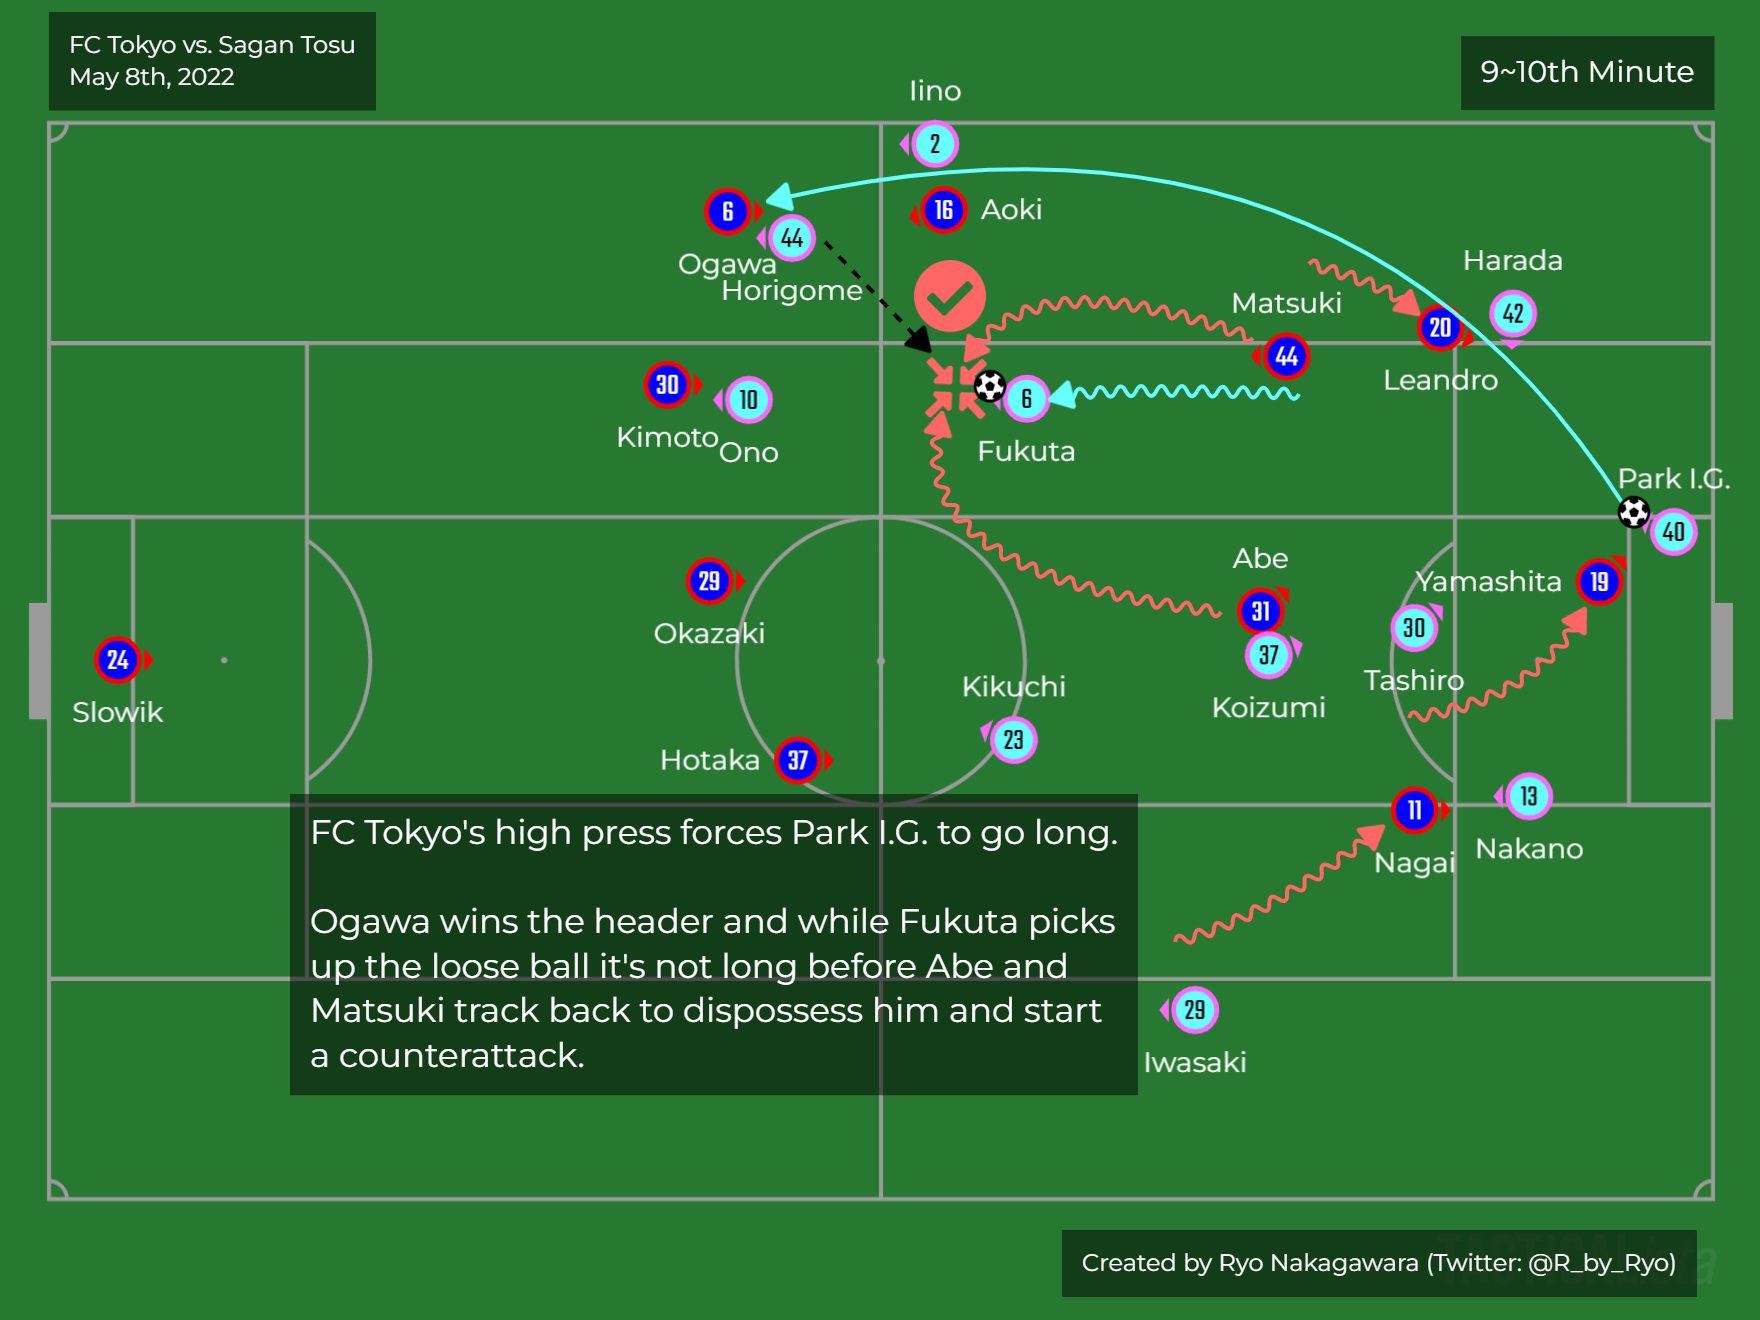 FC Tokyo vs. Sagan Tosu
May 8th, 2022
9~10th Minute
Iino
2
6
16
Aoki
44
Ogawa
Horigome
Harada
42
Matsuki
20
44
Leandro
30
10
6
Kimoto
Ono
Fukuta
Park I.G.
40
Abe
29
31
Yamashita
19
Okazaki
30
37
24
Tashiro
Slowik
Kikuchi
Koizumi
Hotaka
37
23
11
13
Nagai
Nakano
FC Tokyo's high press forces Park I.G. to go long.
Ogawa wins the header and while Fukuta picks
up the loose ball it's not long before Abe and
Matsuki track back to dispossess him and start
a counterattack.
29
Iwasaki
Created by Ryo Nakagawara (Twitter: @R_by_Ryo)